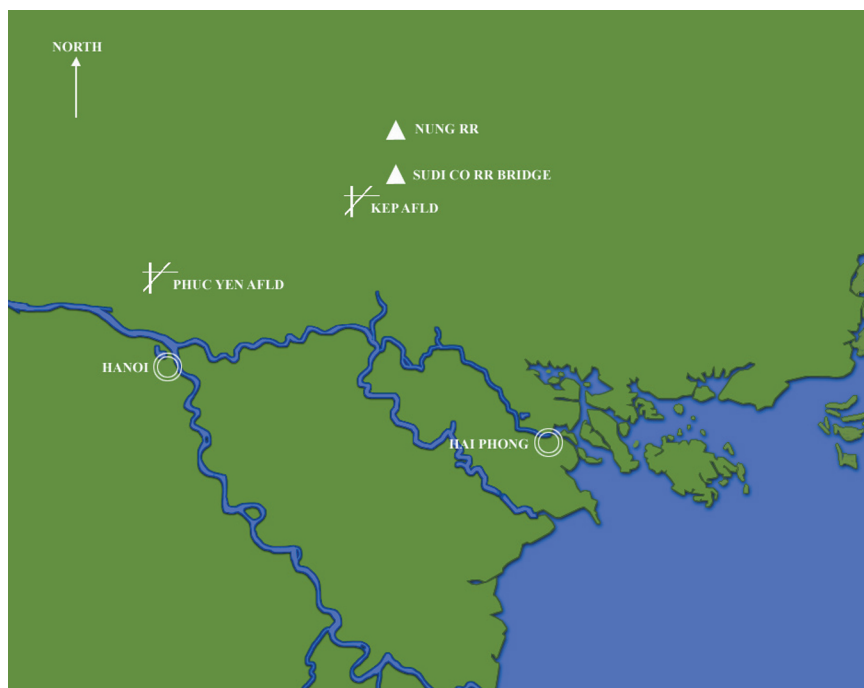 NORTH
NUNG RR
SUDI CO RR BRIDGE
KEP AFLD
PHUC YEN AFLD
HANOI
HAI PHONG